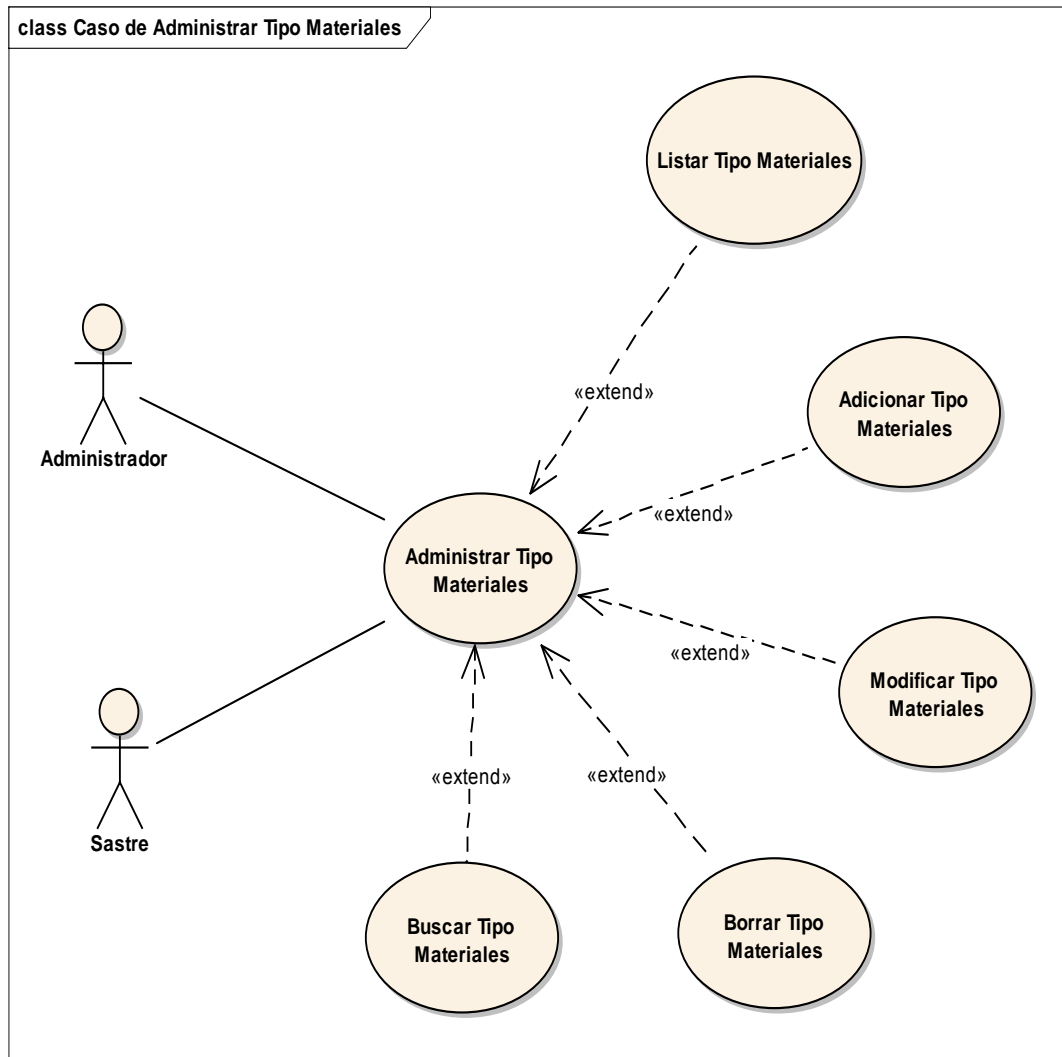 class Caso de Administrar Tipo Materiales
Listar Tipo Materiales
«extend»
Adicionar Tipo
Materiales
«extend»
Administrador
Administrar Tipo
Materiales
Modificar Tipo
Materiales
«extend»
Sastre
«extend»
«extend»
Buscar Tipo
Materiales
Borrar Tipo
Materiales